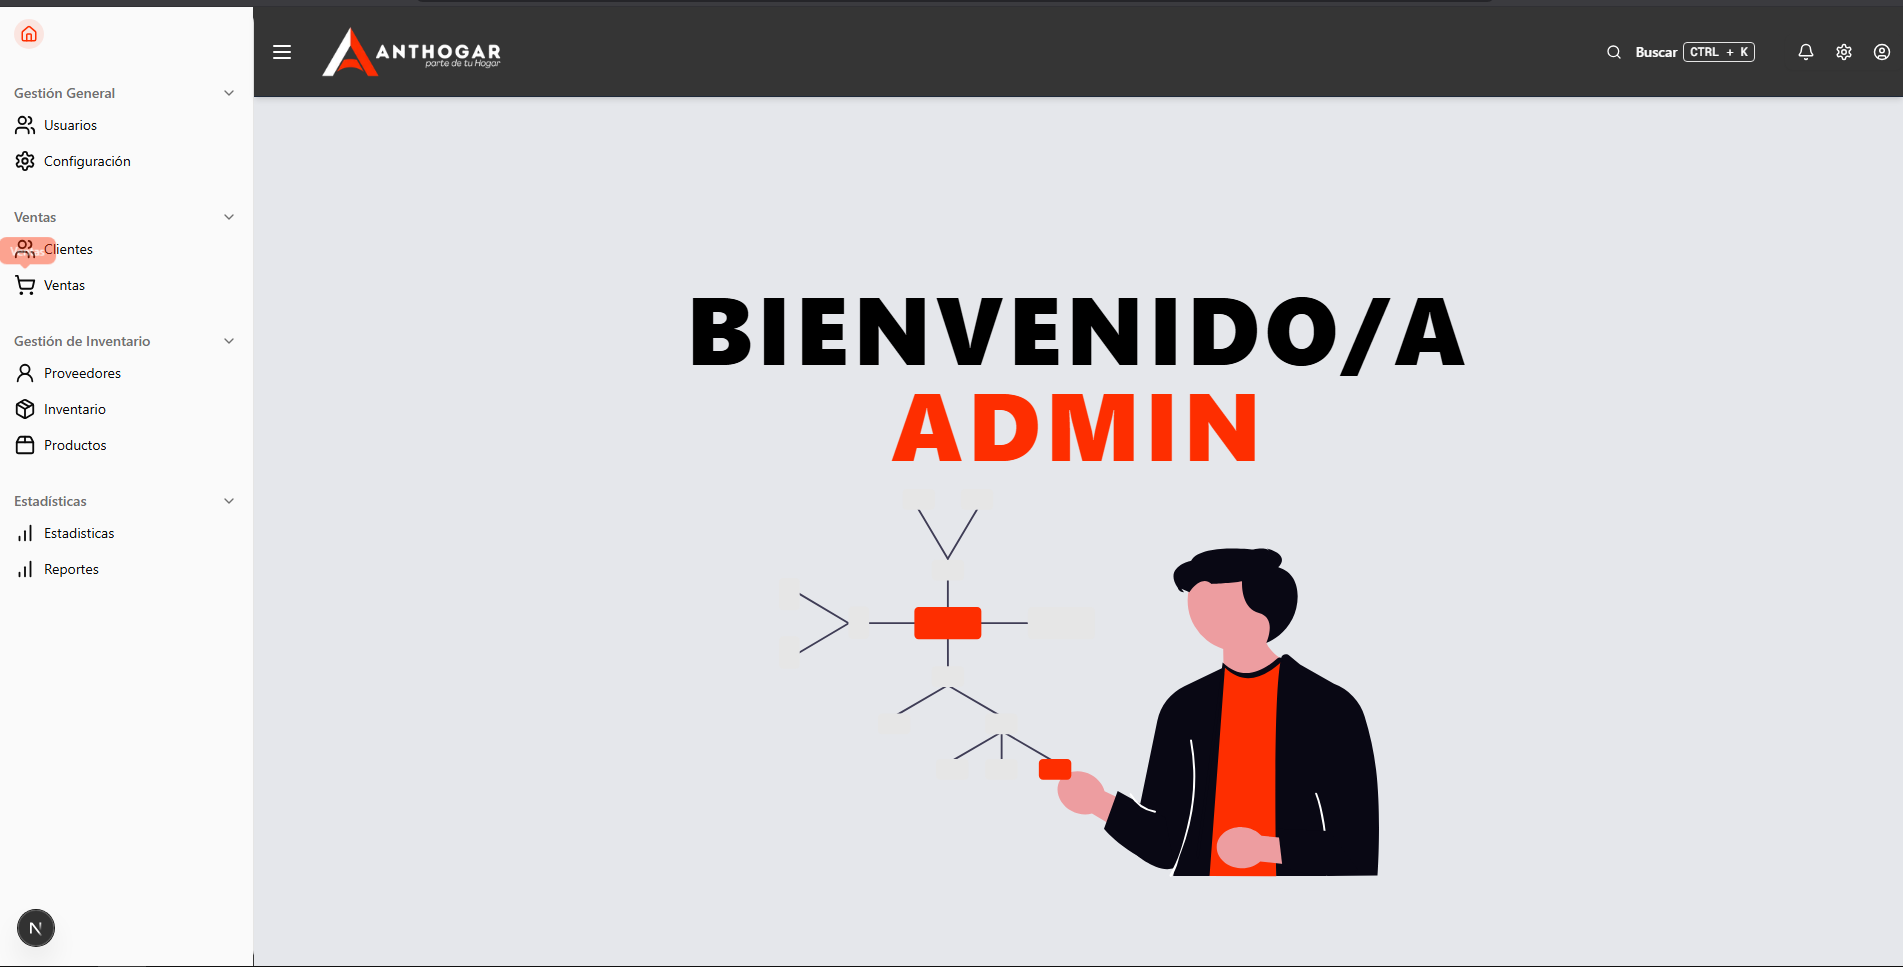 ANTHOGAR
parte de tu Hogar
Buscar CTRL + K
Gestión General
Usuarios
Configuración
Ventas
Clientes
Ventas
Gestión de Inventario
Proveedores
Inventario
Productos
Estadísticas
Estadisticas
Reportes
N
BIENVENIDO/A
ADMIN